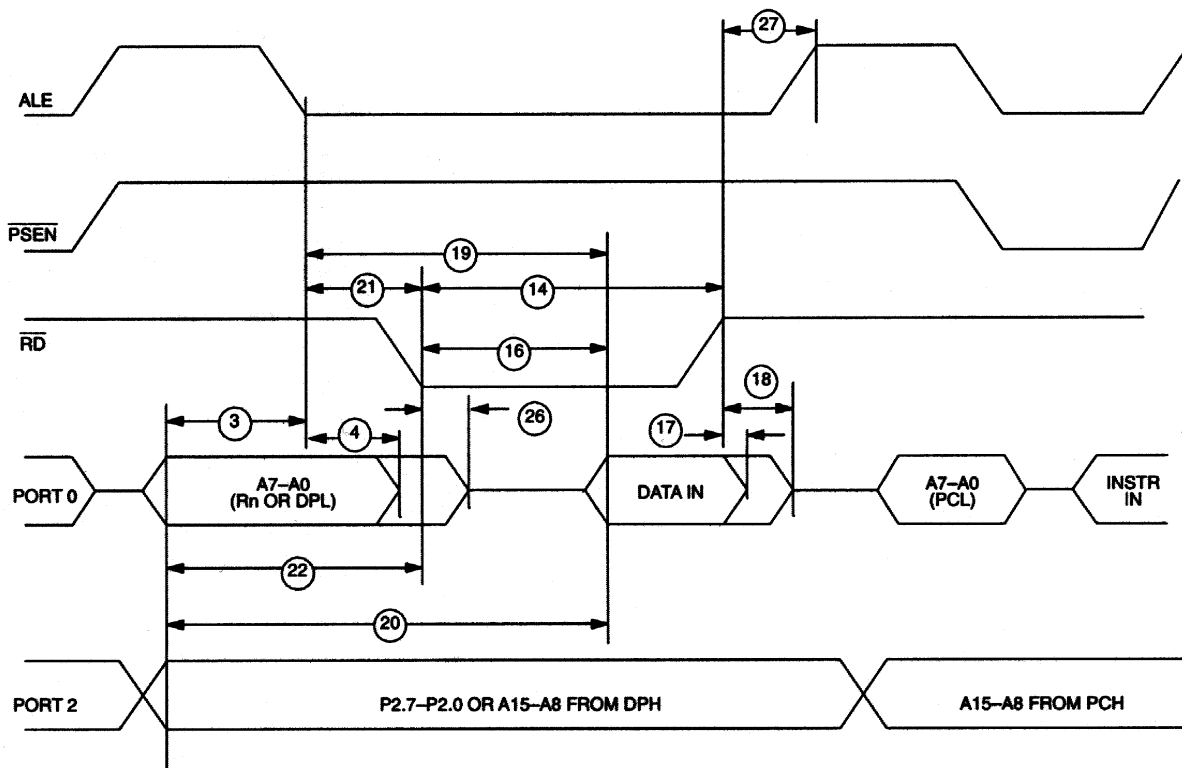 27
ALE
PSEN
19
21
14
RD
16
18
3
4
26
17
PORT 0
A7–A0
(Rn OR DPL)
DATA IN
A7–A0
(PCL)
INSTR
IN
22
20
PORT 2
P2.7–P2.0 OR A15–A8 FROM DPH
A15–A8 FROM PCH